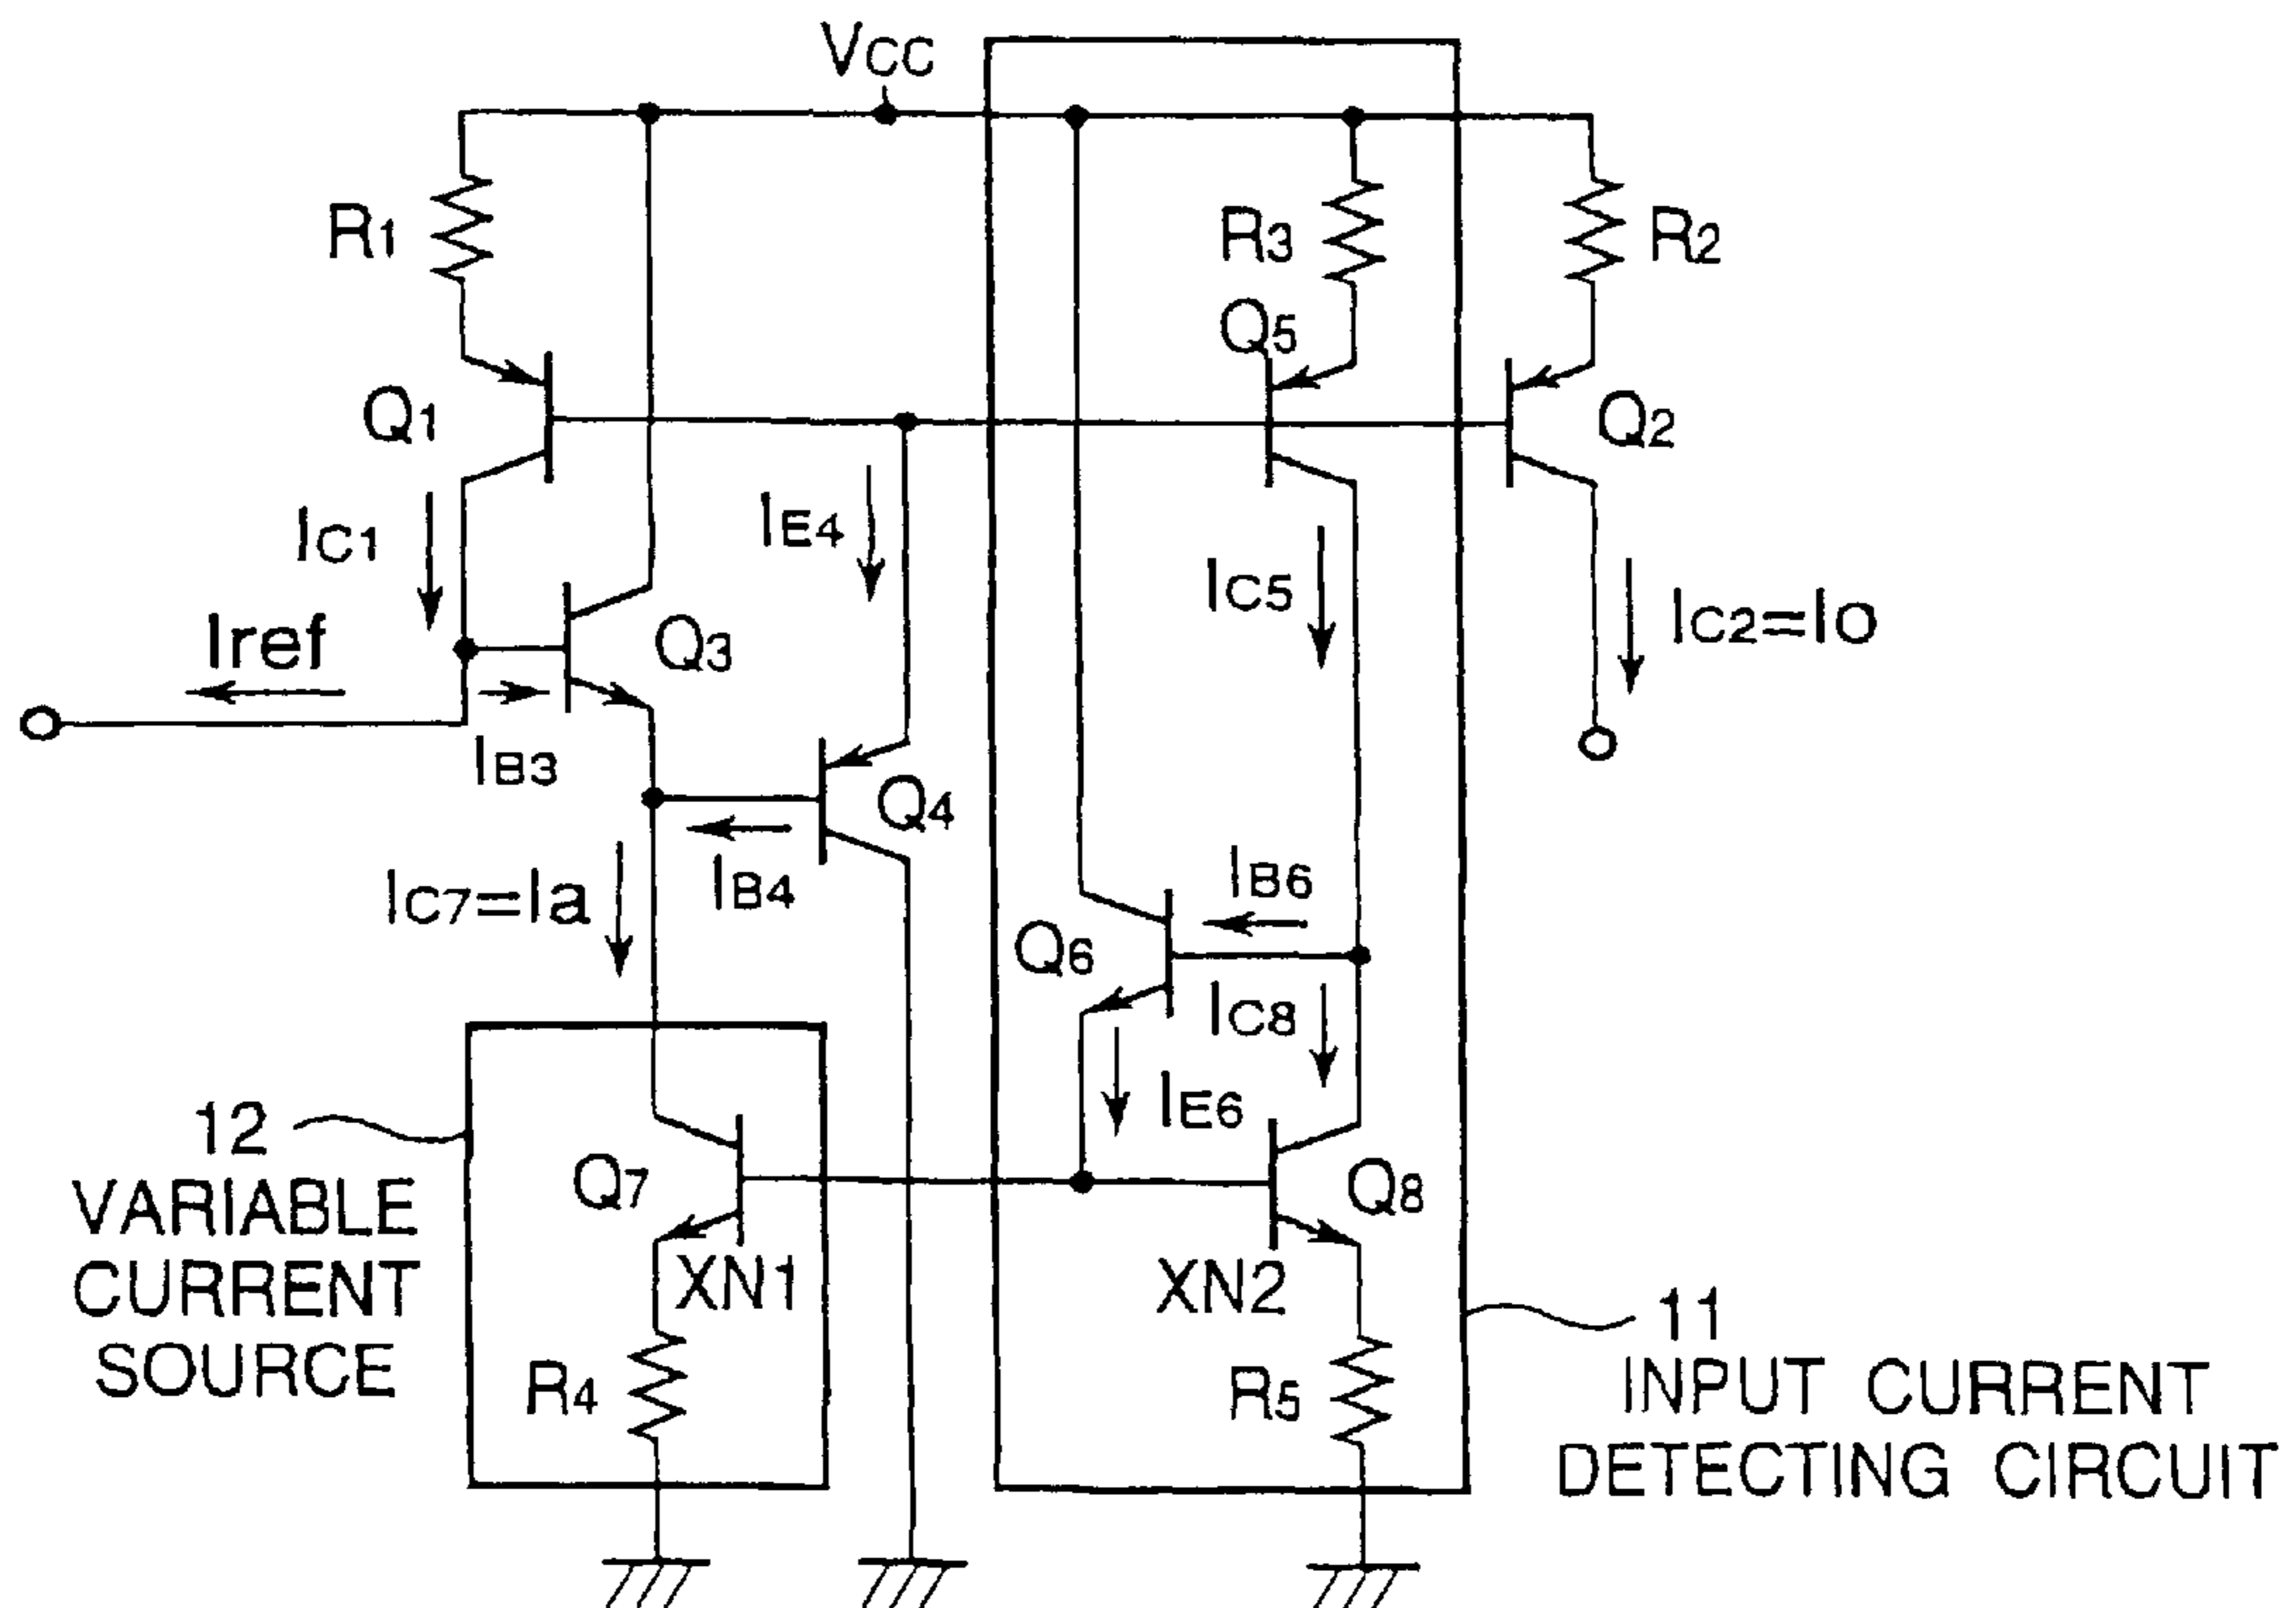 VCC
R1
R3
R2
Q5
Q1
Q2
IC1
IE4
IC5
IC2=Io
Iref
Q3
IB3
Q4
IC7=Ia
IB4
IB6
Q6
IC8
IE6
12
VARIABLE
CURRENT
SOURCE
Q7
XN1
Q8
XN2
R4
R5
11
INPUT CURRENT
DETECTING CIRCUIT